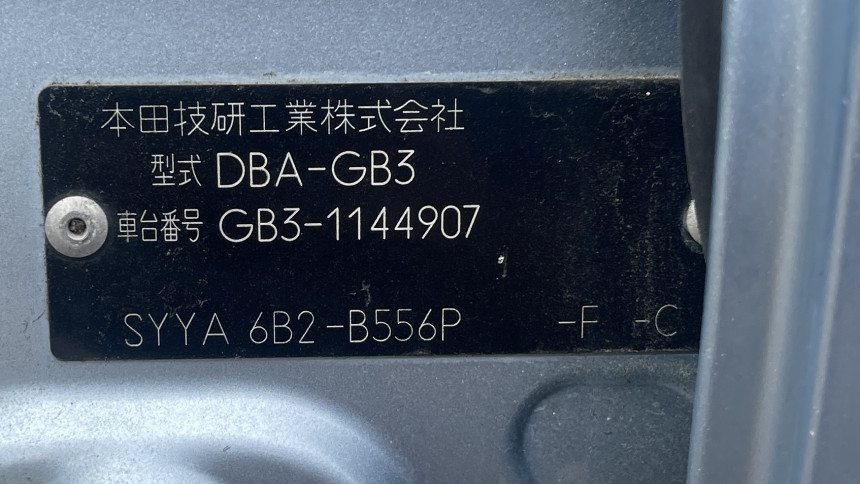 本田技研工業株式会社
型式 DBA-GB3
車台番号 GB3-1144907
SYYA 6B2-B556P -F -C